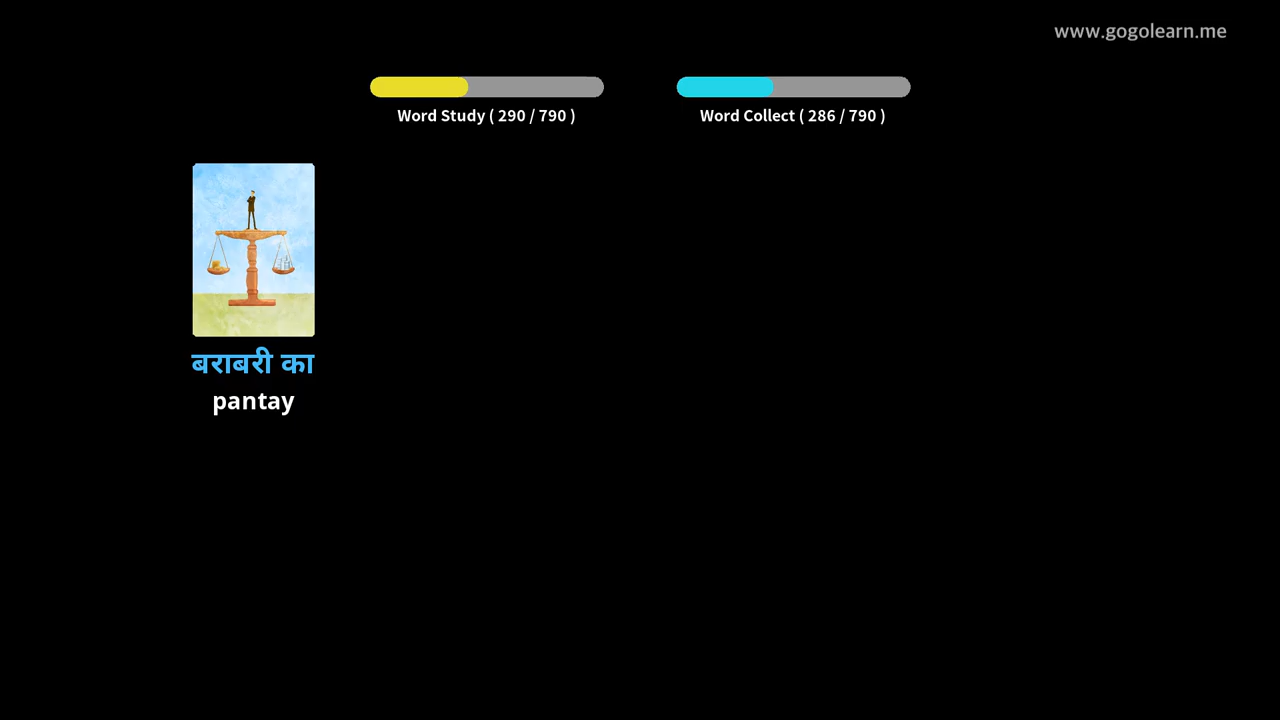 www.gogolearn.me
Word Study ( 290 / 790 )
Word Collect ( 286 / 790 )
बराबरी का
pantay